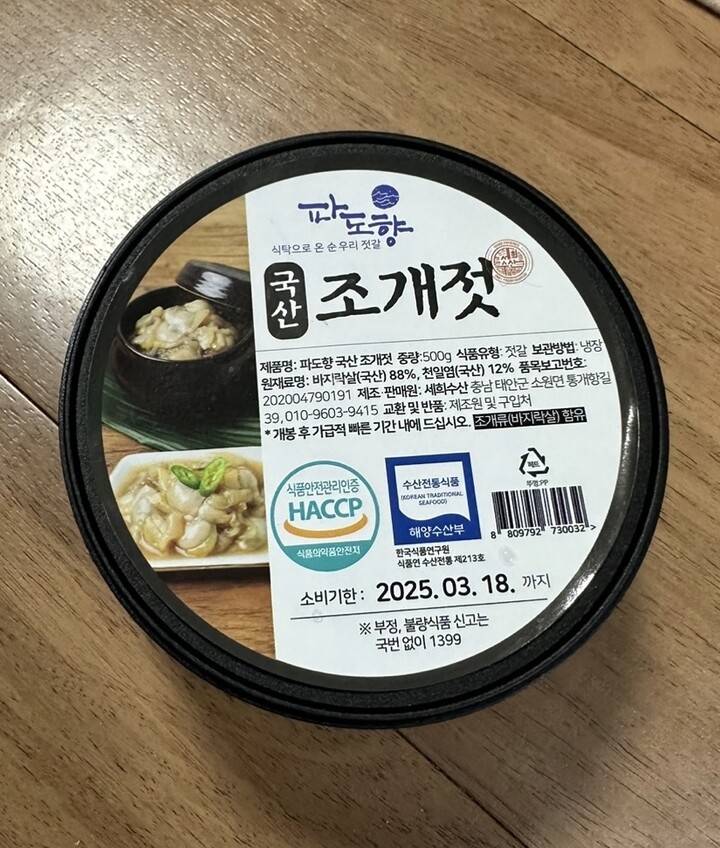 파도향
식탁으로 온 순 우리 젓갈
국산 조개젓
제품명: 파도향 국산 조개젓 중량:500g 식품유형: 젓갈 보관방법: 냉장
원재료명: 바지락살(국산) 88%, 천일염(국산) 12% 품목보고번호:
202004790191 제조·판매원: 세희수산 충남 태안군 소원면 통개항길
39, 010-9603-9415 교환 및 반품: 제조원 및 구입처
* 개봉 후 가급적 빠른 기간 내에 드십시오. 조개류(바지락살) 함유
식품안전관리인증
HACCP
식품의약품안전처
수산전통식품
(KOREAN TRADITIONAL
SEAFOOD)
해양수산부
한국식품연구원
식품연 수산전통 제213호
페트
뚜껑:PP
8 809792 730032 >
소비기한 : 2025. 03. 18. 까지
※ 부정, 불량식품 신고는
국번 없이 1399